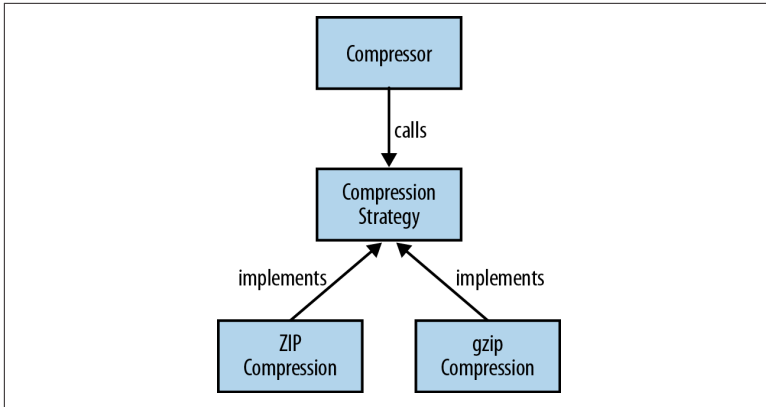 Compressor
calls
Compression
Strategy
implements
implements
ZIP
Compression
gzip
Compression